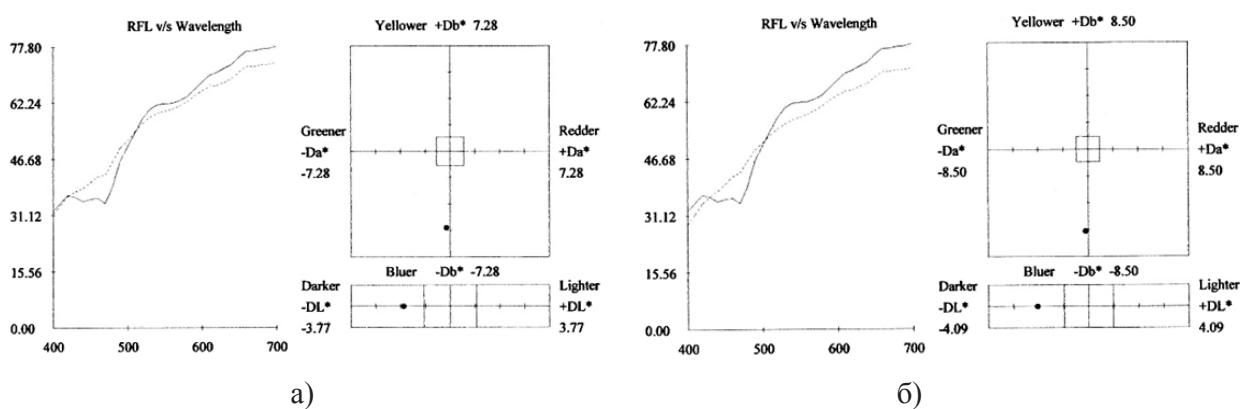 RFL v/s Wavelength
77.80
62.24
46.68
31.12
15.56
0.00
400 500 600 700
Yellower +Db* 7.28
Greener
-Da*
-7.28
Redder
+Da*
7.28
Bluer -Db* -7.28
Darker
-DL*
-3.77
Lighter
+DL*
3.77
а)
RFL v/s Wavelength
77.80
62.24
46.68
31.12
15.56
0.00
400 500 600 700
Yellower +Db* 8.50
Greener
-Da*
-8.50
Redder
+Da*
8.50
Bluer -Db* -8.50
Darker
-DL*
-4.09
Lighter
+DL*
4.09
б)